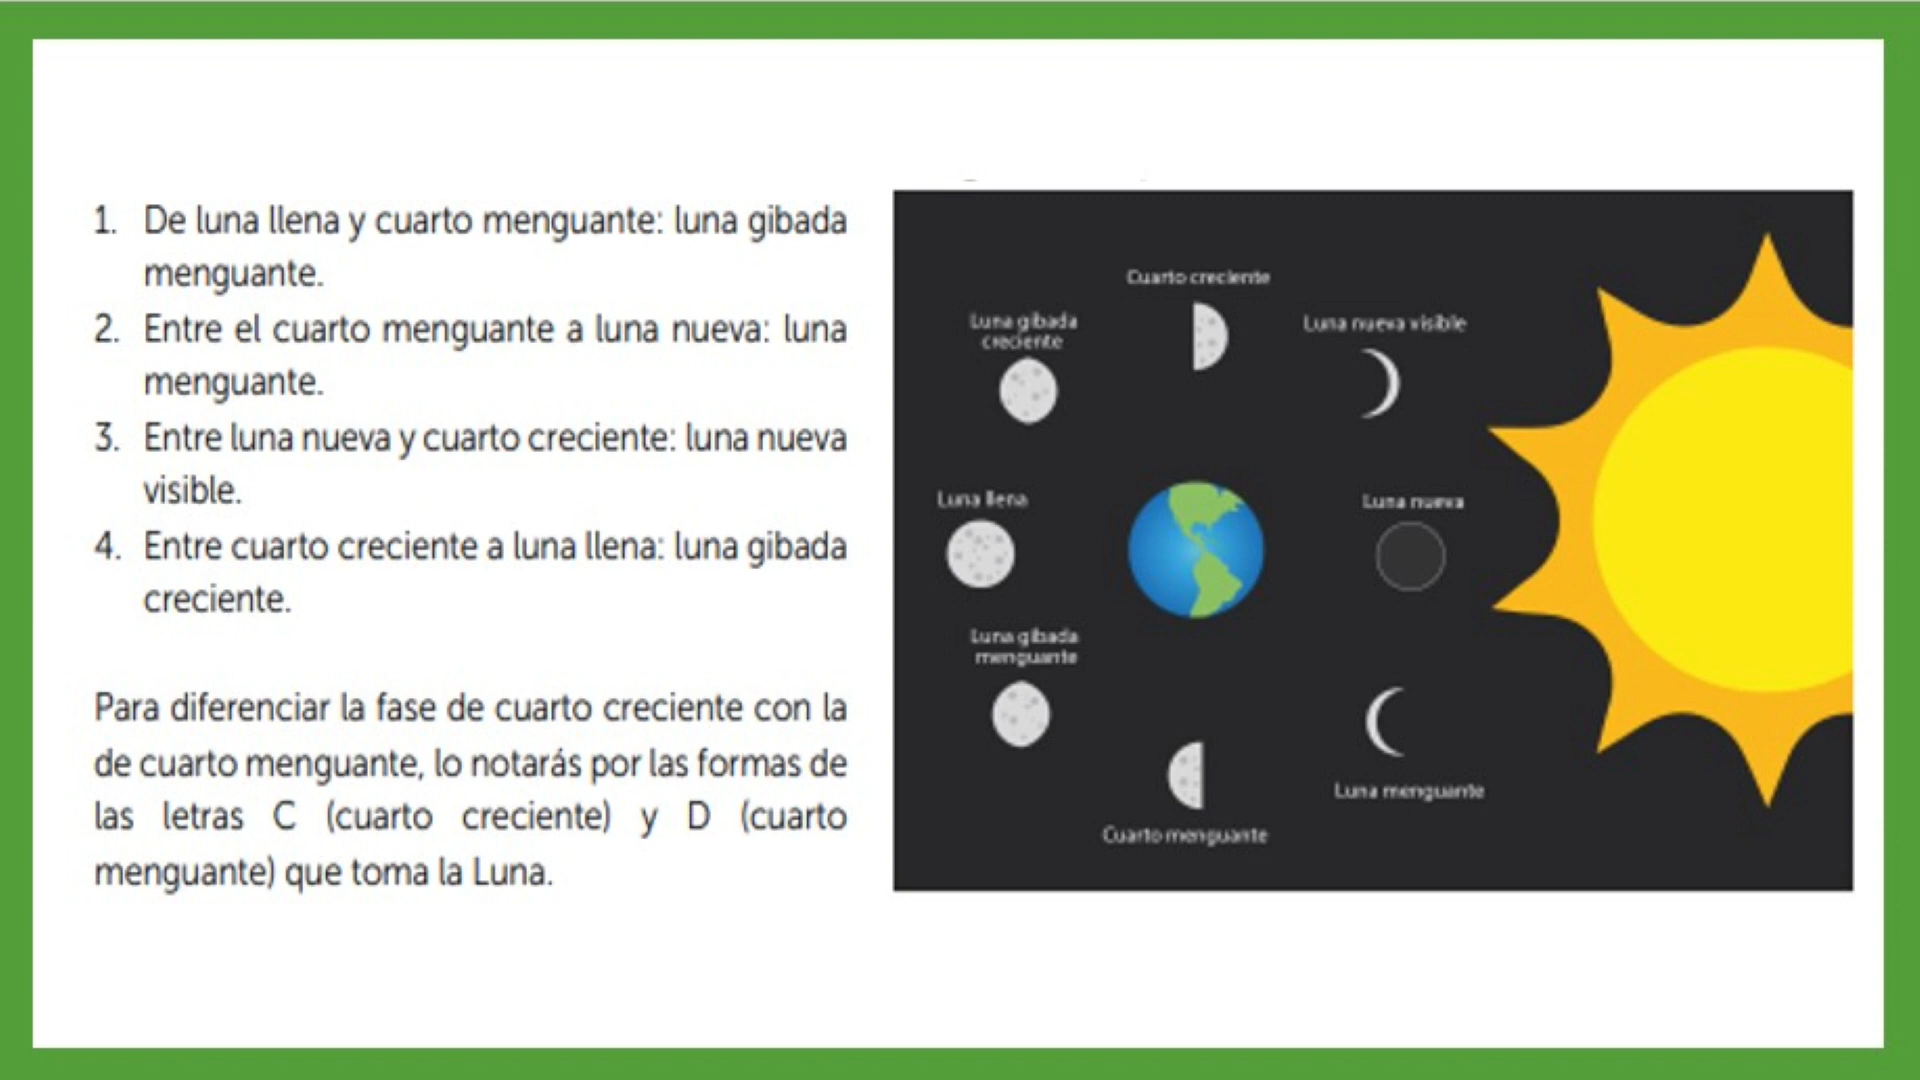 1. De luna llena y cuarto menguante: luna gibada
menguante.
2. Entre el cuarto menguante a luna nueva: luna
menguante.
3. Entre luna nueva y cuarto creciente: luna nueva
visible.
4. Entre cuarto creciente a luna llena: luna gibada
creciente.
Para diferenciar la fase de cuarto creciente con la
de cuarto menguante, lo notarás por las formas de
las letras C (cuarto creciente) y D (cuarto
menguante) que toma la Luna.
Cuarto creciente
Luna gibada
creciente
Luna nueva visible
Luna llena
Luna nueva
Luna gibada
menguante
Luna menguante
Cuarto menguante